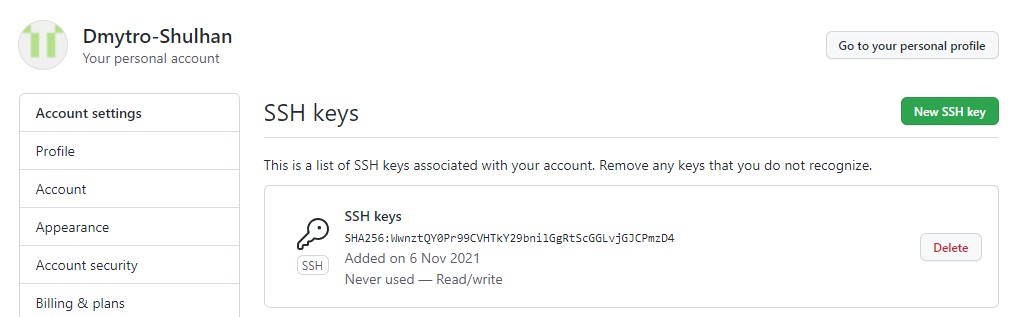 Dmytro-Shulhan
Your personal account
Go to your personal profile
Account settings
Profile
Account
Appearance
Account security
Billing & plans
SSH keys
New SSH key
This is a list of SSH keys associated with your account. Remove any keys that you do not recognize.
SSH keys
SHA256:WwnztQY0Pr99CVHTkY29bnilGgRtScGGLvjGJCPmzD4
Added on 6 Nov 2021
Never used — Read/write
SSH
Delete